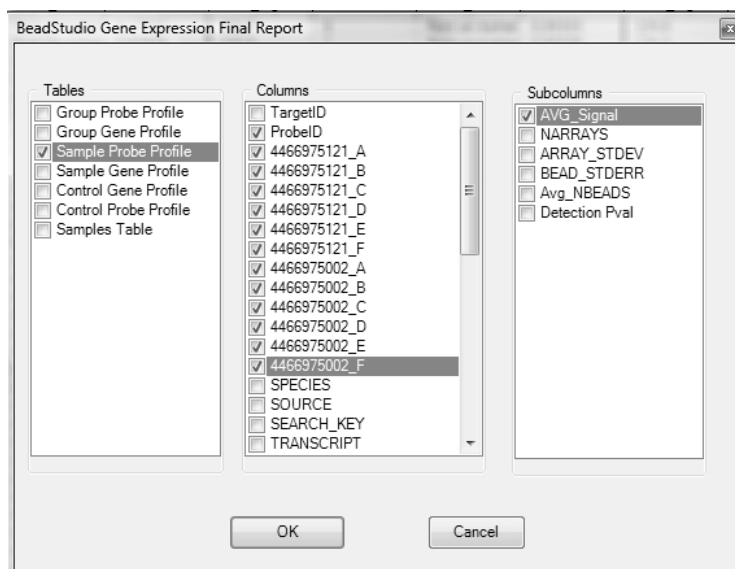 BeadStudio Gene Expression Final Report
Tables
Group Probe Profile
Group Gene Profile
Sample Probe Profile
Sample Gene Profile
Control Gene Profile
Control Probe Profile
Samples Table
Columns
TargetID
ProbeID
4466975121_A
4466975121_B
4466975121_C
4466975121_D
4466975121_E
4466975121_F
4466975002_A
4466975002_B
4466975002_C
4466975002_D
4466975002_E
4466975002_F
SPECIES
SOURCE
SEARCH_KEY
TRANSCRIPT
Subcolumns
AVG_Signal
NARRAYS
ARRAY_STDEV
BEAD_STDERR
Avg_NBEADS
Detection Pval
OK
Cancel